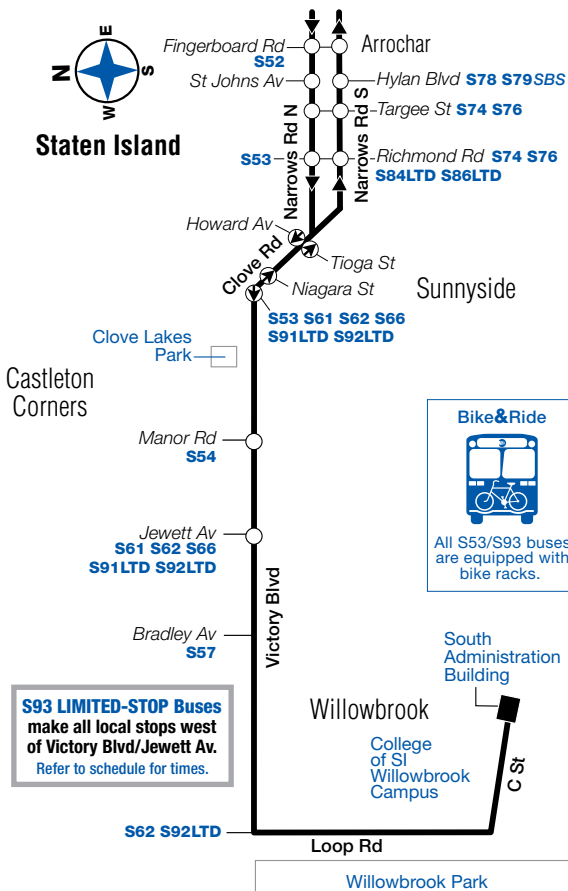 E
N
S
W
Staten Island
Fingerboard Rd
S52
Arrochar
St Johns Av
Hylan Blvd S78 S79SBS
Targee St S74 S76
Narrows Rd N
Narrows Rd S
S53
Richmond Rd S74 S76
S84LTD S86LTD
Howard Av
Clove Rd
Tioga St
Niagara St
Sunnyside
S53 S61 S62 S66
S91LTD S92LTD
Clove Lakes
Park
Castleton
Corners
Manor Rd
S54
Bike&Ride
All S53/S93 buses
are equipped with
bike racks.
Jewett Av
S61 S62 S66
S91LTD S92LTD
Victory Blvd
Bradley Av
S57
South
Administration
Building
S93 LIMITED-STOP Buses
make all local stops west
of Victory Blvd/Jewett Av.
Refer to schedule for times.
Willowbrook
College
of SI
Willowbrook
Campus
C St
S62 S92LTD
Loop Rd
Willowbrook Park